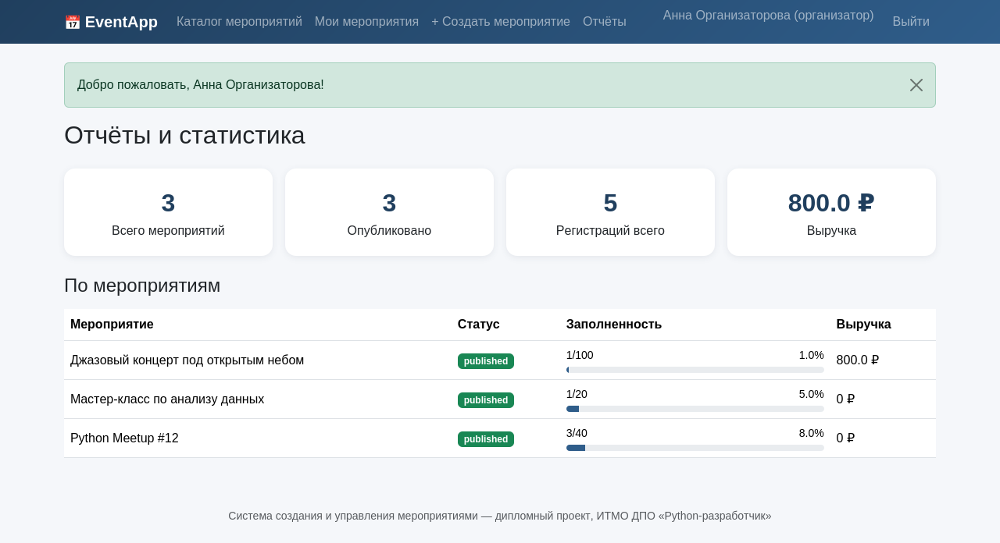 EventApp Каталог мероприятий Мои мероприятия + Создать мероприятие Отчёты Анна Организаторова (организатор) Выйти
Добро пожаловать, Анна Организаторова!
Отчёты и статистика
3
Всего мероприятий
3
Опубликовано
5
Регистраций всего
800.0 ₽
Выручка
По мероприятиям
Мероприятие Статус Заполненность Выручка
Джазовый концерт под открытым небом published 1/100 1.0% 800.0 ₽
Мастер-класс по анализу данных published 1/20 5.0% 0 ₽
Python Meetup #12 published 3/40 8.0% 0 ₽
Система создания и управления мероприятиями — дипломный проект, ИТМО ДПО «Python-разработчик»